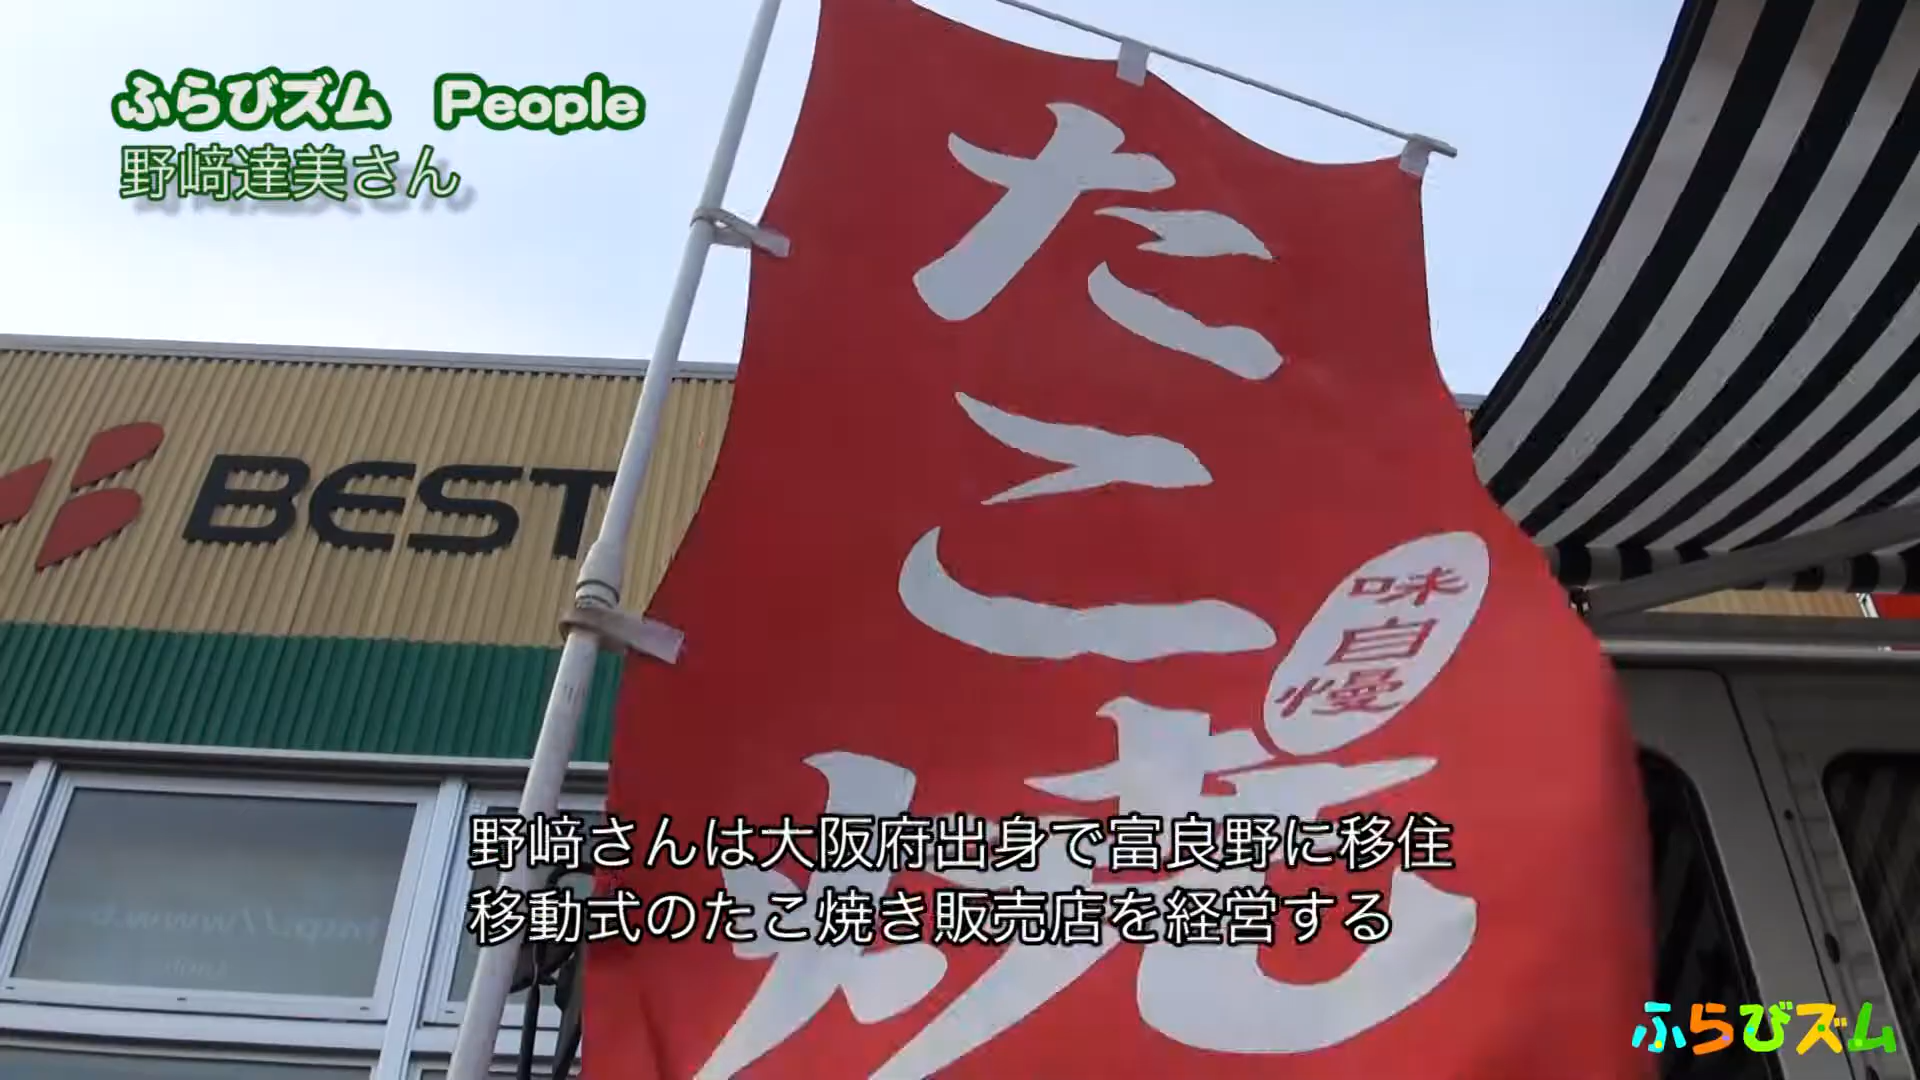 ふらびズム People
野﨑達美さん
たこ焼
味自慢
BEST
野﨑さんは大阪府出身で富良野に移住
移動式のたこ焼き販売店を経営する
ふらびズム